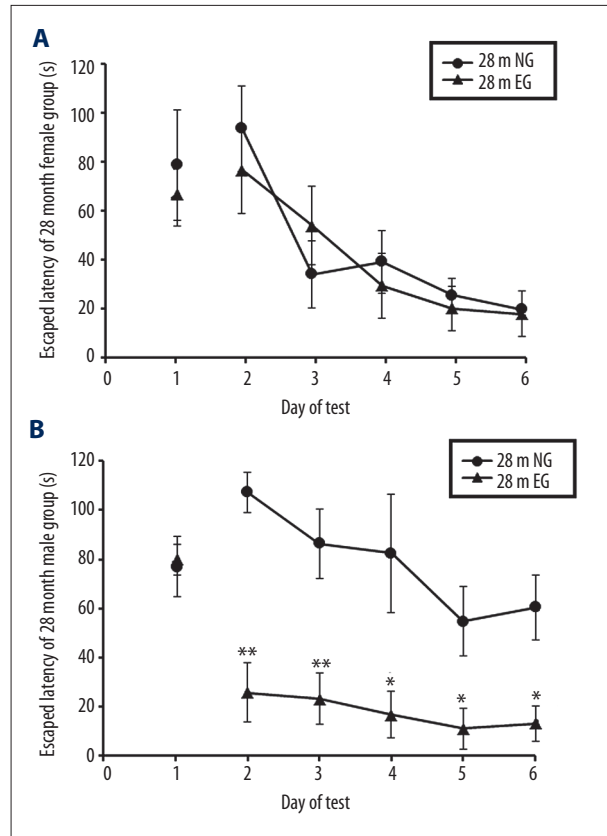 A
Escaped latency of 28 month female group (s)
120
100
80
60
40
20
0
28 m NG
28 m EG
0 1 2 3 4 5 6
Day of test
B
Escaped latency of 28 month male group (s)
120
100
80
60
40
20
0
28 m NG
28 m EG
** ** * * *
0 1 2 3 4 5 6
Day of test